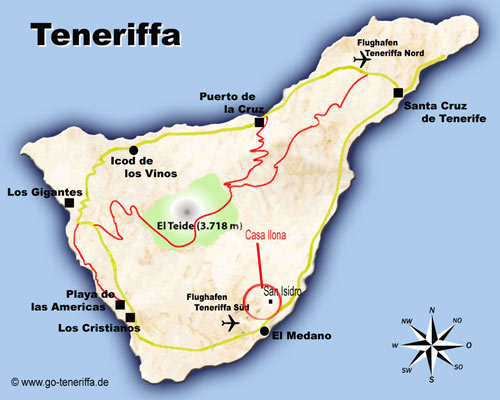 Teneriffa
Flughafen
Teneriffa Nord
Puerto de
la Cruz
Santa Cruz
de Tenerife
Icod de
los Vinos
Los Gigantes
El Teide (3.718 m)
Casa Ilona
San Isidro
Playa de
las Americas
Flughafen
Teneriffa Süd
Los Cristianos
El Medano
N
NW
NO
W
O
SW
SO
S
© www.go-teneriffa.de